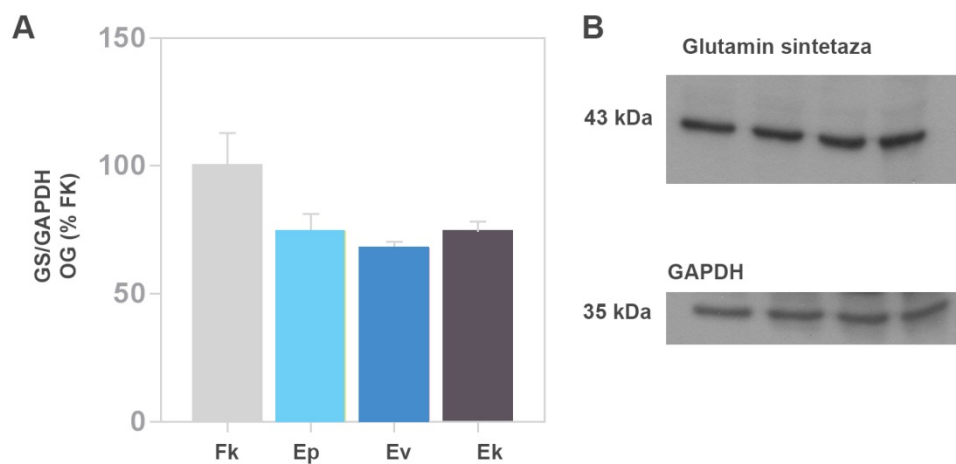 A
150
100
50
0
GS/GAPDH
OG (% FK)
Fk Ep Ev Ek
B
Glutamin sintetaza
43 kDa
GAPDH
35 kDa